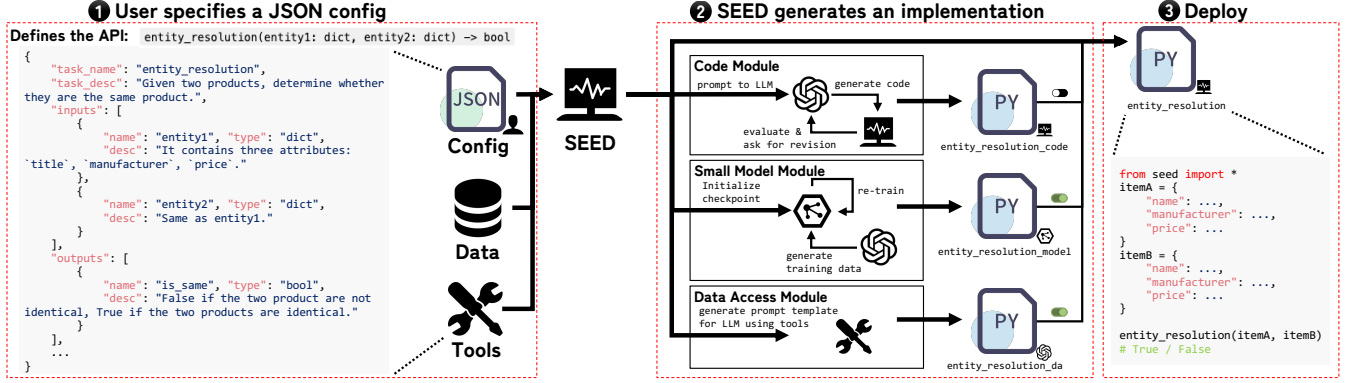 1 User specifies a JSON config
Defines the API: entity_resolution(entity1: dict, entity2: dict) -> bool
{
"task_name": "entity_resolution",
"task_desc": "Given two products, determine whether
they are the same product.",
"inputs": [
{
"name": "entity1", "type": "dict",
"desc": "It contains three attributes:
`title`, `manufacturer`, `price`."
},
{
"name": "entity2", "type": "dict",
"desc": "Same as entity1."
}
],
"outputs": [
{
"name": "is_same", "type": "bool",
"desc": "False if the two product are not
identical, True if the two products are identical."
}
],
...
}
JSON
Config
Data
Tools
SEED
2 SEED generates an implementation
Code Module
prompt to LLM
generate code
evaluate &
ask for revision
PY
entity_resolution_code
Small Model Module
Initialize
checkpoint
re-train
generate
training data
PY
entity_resolution_model
Data Access Module
generate prompt template
for LLM using tools
PY
entity_resolution_da
3 Deploy
PY
entity_resolution
from seed import *
itemA = {
"name": ...,
"manufacturer": ...,
"price": ...
}
itemB = {
"name": ...,
"manufacturer": ...,
"price": ...
}
entity_resolution(itemA, itemB)
# True / False